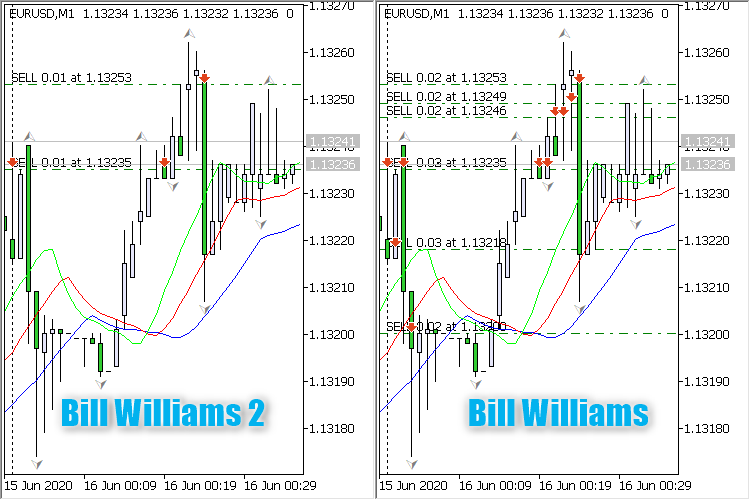 EURUSD,M1 1.13234 1.13236 1.13232 1.13236 0
1.13270
1.13260
SELL 0.01 at 1.13253
1.13250
1.13241
SELL 0.01 at 1.13235
1.13236
1.13230
1.13220
1.13210
1.13200
1.13190
Bill Williams 2
1.13180
15 Jun 2020
16 Jun 00:09
16 Jun 00:19
16 Jun 00:29
EURUSD,M1 1.13234 1.13236 1.13232 1.13236 0
1.13270
1.13260
SELL 0.02 at 1.13253
SELL 0.02 at 1.13249
1.13250
SELL 0.02 at 1.13246
1.13241
SELL 0.03 at 1.13235
1.13236
1.13230
SELL 0.03 at 1.13218
1.13220
1.13210
SELL 0.02 at 1.13200
1.13200
1.13190
Bill Williams
1.13180
15 Jun 2020
16 Jun 00:09
16 Jun 00:19
16 Jun 00:29